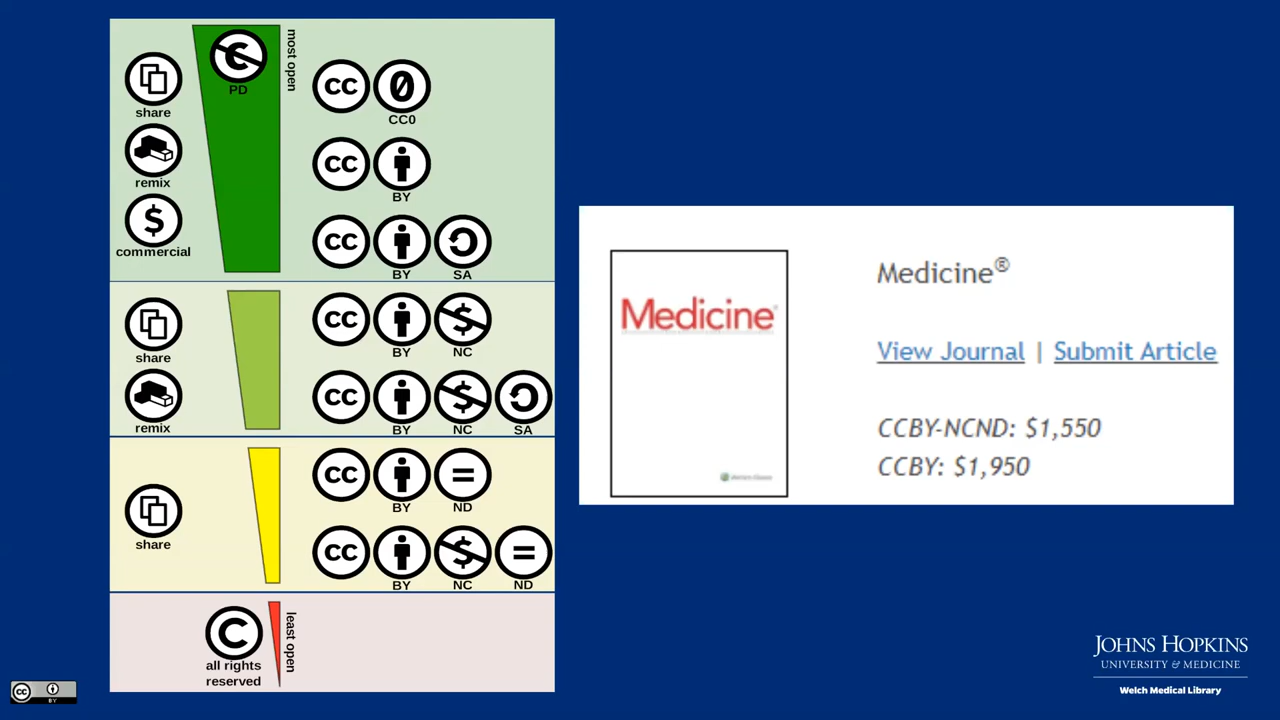 most open
PD
share
remix
commercial
CC 0
CC0
CC
BY
CC
BY SA
share
remix
CC $
BY NC
CC $
BY NC SA
share
CC =
BY ND
CC $ =
BY NC ND
C
all rights
reserved
least open
Medicine
Medicine®
View Journal | Submit Article
CCBY-NCND: $1,550
CCBY: $1,950
JOHNS HOPKINS
UNIVERSITY & MEDICINE
Welch Medical Library
CC
BY